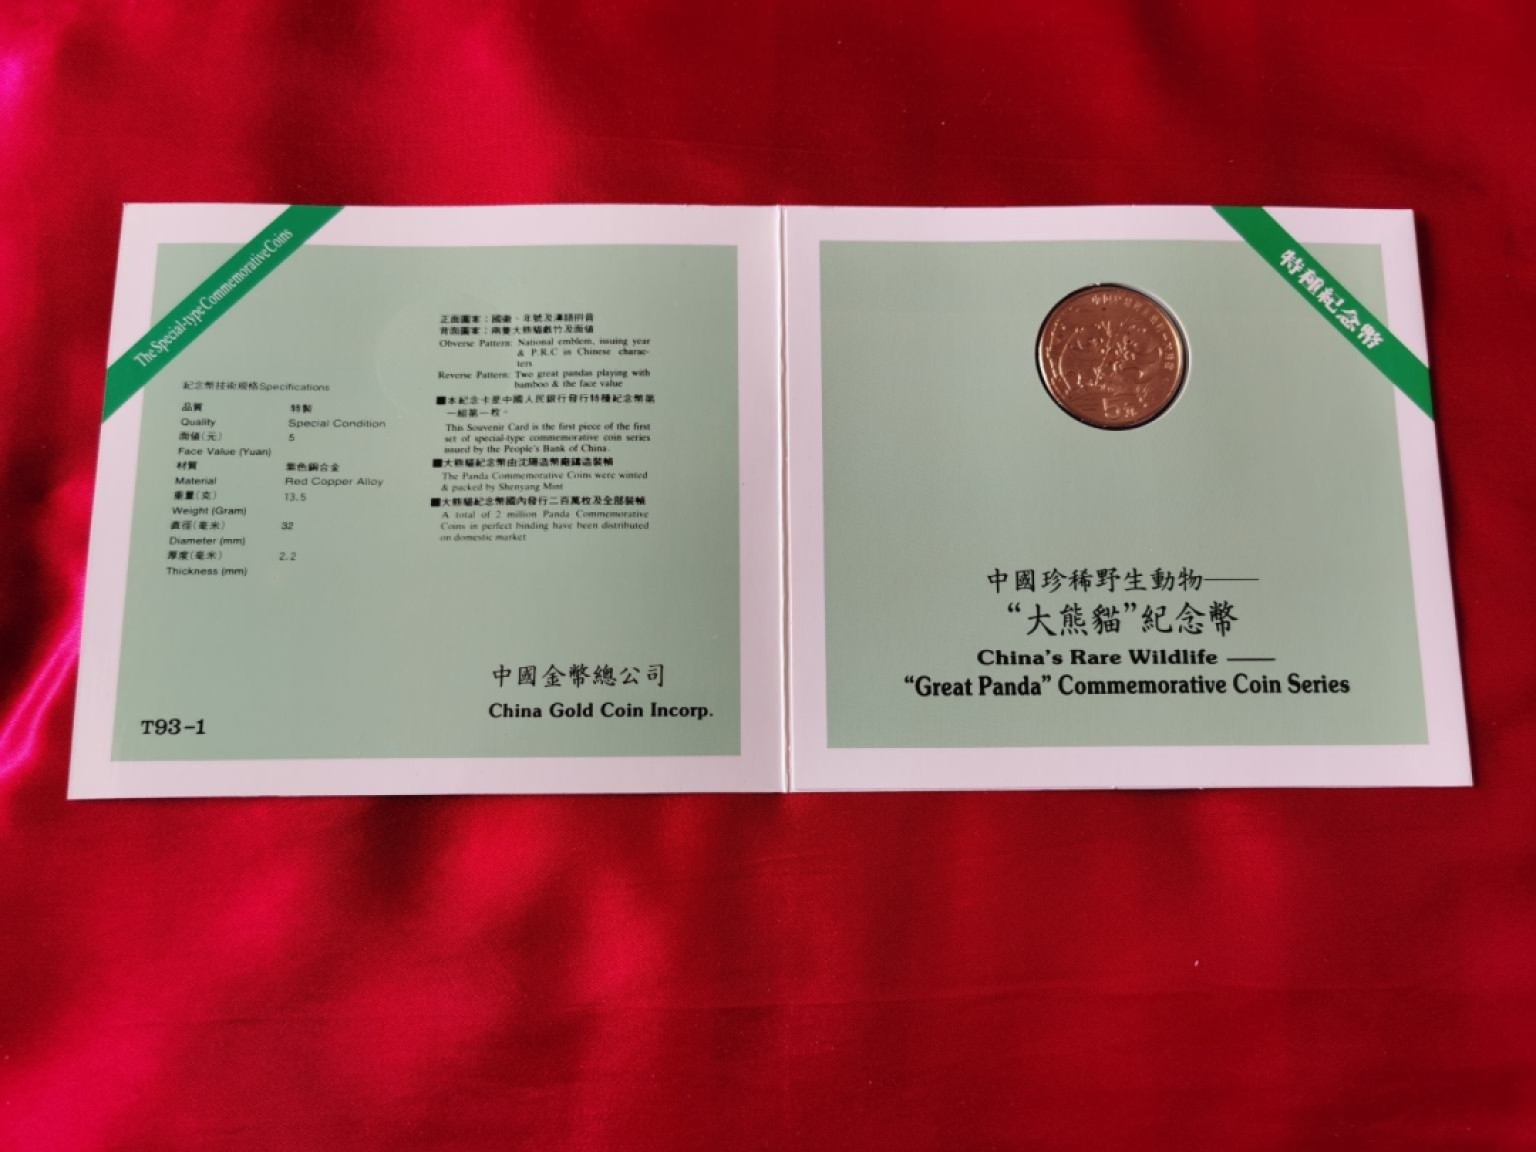 The Special-type Commemorative Coins
紀念幣技術規格Specifications
品質 特製
Quality Special Condition
面值(元) 5
Face Value (Yuan)
材質 紫色銅合金
Material Red Copper Alloy
重量(克) 13.5
Weight (Gram)
直徑(毫米) 32
Diameter (mm)
厚度(毫米) 2.2
Thickness (mm)
T93-1
正面圖案：國徽、年號及漢語拼音
背面圖案：兩隻大熊貓戲竹及面值
Obverse Pattern: National emblem, issuing year
& P.R.C in Chinese charac-
ters
Reverse Pattern: Two great pandas playing with
bamboo & the face value
■本紀念卡是中國人民銀行發行特種紀念幣第
一組第一枚。
This Souvenir Card is the first piece of the first
set of special-type commemorative coin series
issued by the People's Bank of China.
■大熊貓紀念幣由沈陽造幣廠鑄造裝幀
The Panda Commemorative Coins were winted
& packed by Shenyang Mint
■大熊貓紀念幣國內發行二百萬枚及全部裝幀
A total of 2 million Panda Commemorative
Coins in perfect binding have been distributed
on domestic market
中國金幣總公司
China Gold Coin Incorp.
特種紀念幣
5元
中國珍稀野生動物——
“大熊貓”紀念幣
China's Rare Wildlife ——
“Great Panda” Commemorative Coin Series